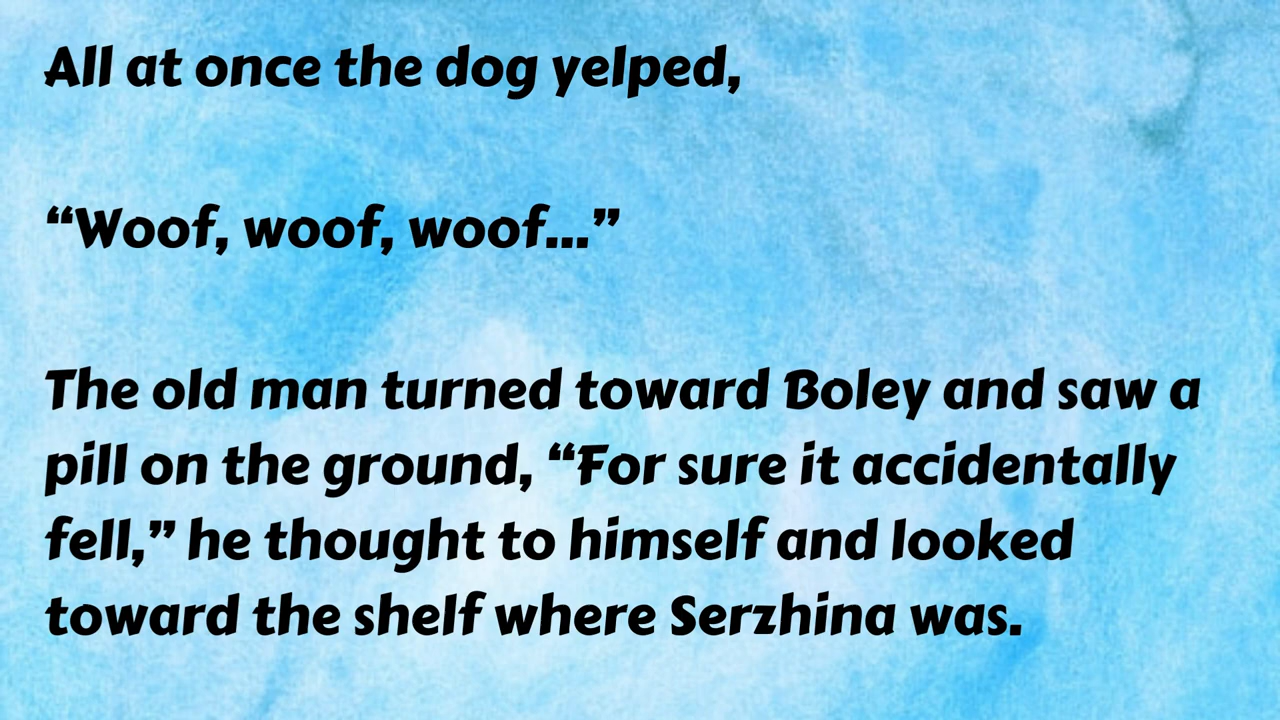 All at once the dog yelped,
“Woof, woof, woof...”
The old man turned toward Boley and saw a
pill on the ground, “For sure it accidentally
fell,” he thought to himself and looked
toward the shelf where Serzhina was.